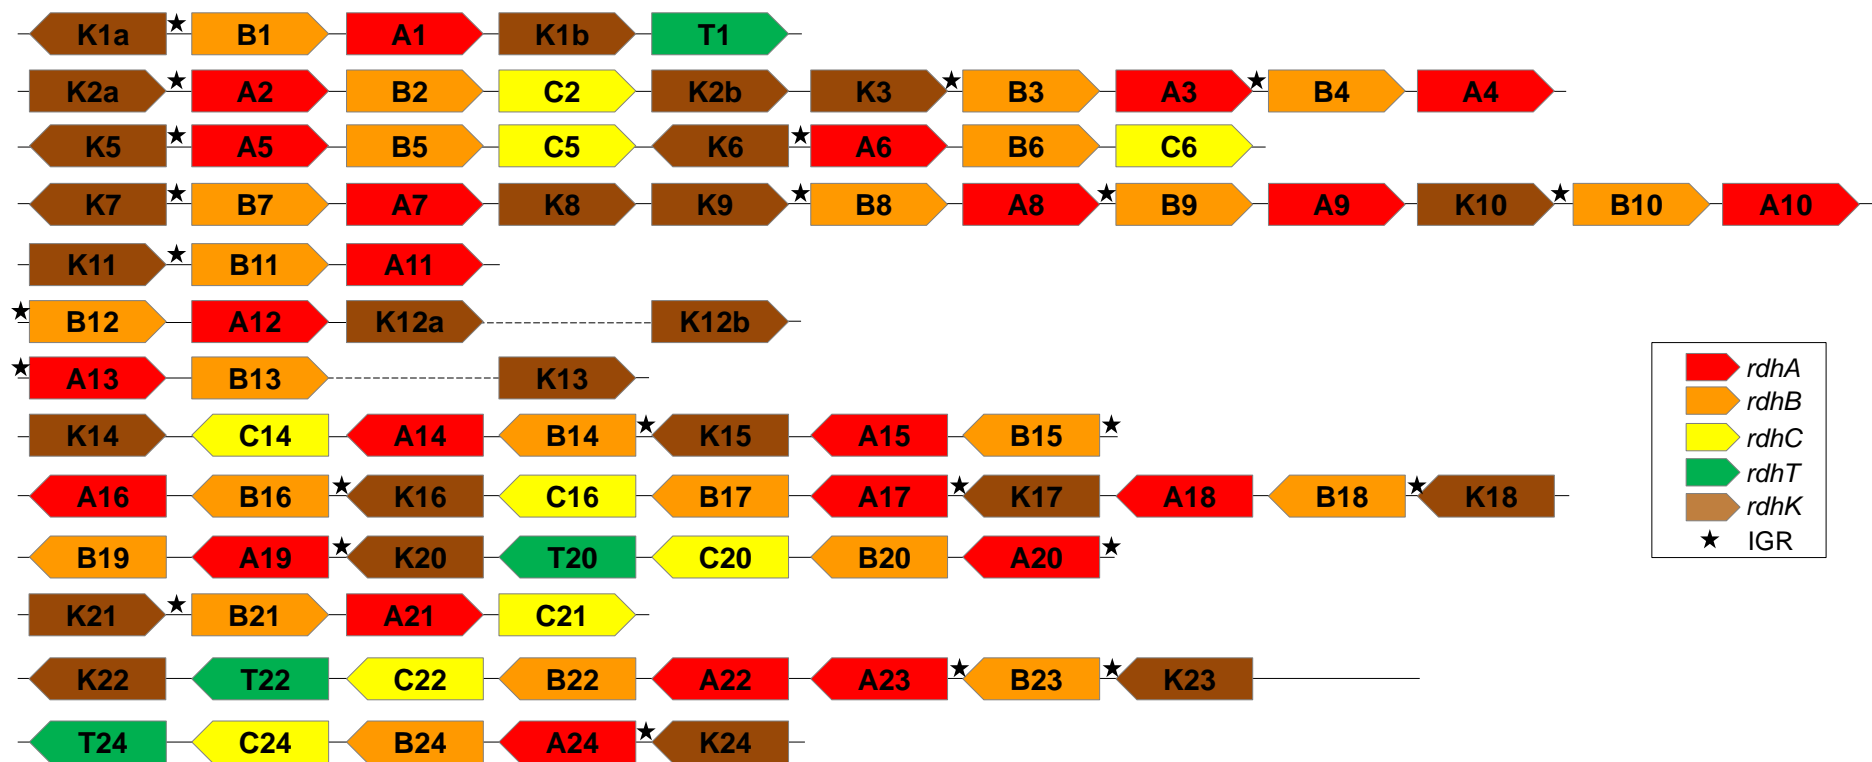 K1a B1 A1 K1b T1
K2a A2 B2 C2 K2b K3 B3 A3 B4 A4
K5 A5 B5 C5 K6 A6 B6 C6
K7 B7 A7 K8 K9 B8 A8 B9 A9 K10 B10 A10
K11 B11 A11
B12 A12 K12a K12b
A13 B13 K13
K14 C14 A14 B14 K15 A15 B15
A16 B16 K16 C16 B17 A17 K17 A18 B18 K18
B19 A19 K20 T20 C20 B20 A20
K21 B21 A21 C21
K22 T22 C22 B22 A22 A23 B23 K23
T24 C24 B24 A24 K24
rdhA
rdhB
rdhC
rdhT
rdhK
IGR